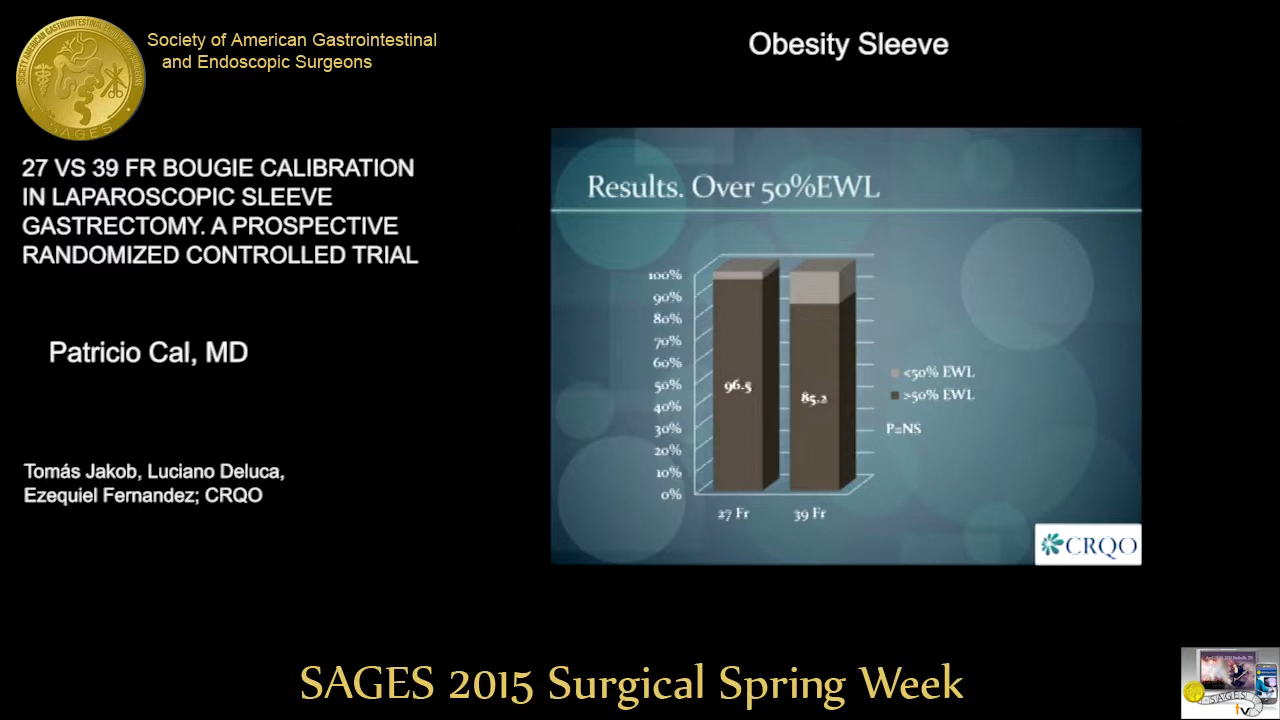 Society of American Gastrointestinal
and Endoscopic Surgeons
SAGES
Obesity Sleeve
27 VS 39 FR BOUGIE CALIBRATION
IN LAPAROSCOPIC SLEEVE
GASTRECTOMY. A PROSPECTIVE
RANDOMIZED CONTROLLED TRIAL
Patricio Cal, MD
Tomás Jakob, Luciano Deluca,
Ezequiel Fernandez; CRQO
Results. Over 50%EWL
100%
90%
80%
70%
60%
50%
40%
30%
20%
10%
0%
96.5
85.2
27 Fr
39 Fr
<50% EWL
>50% EWL
P=NS
CRQO
SAGES 2015 Surgical Spring Week
SAGES
tv